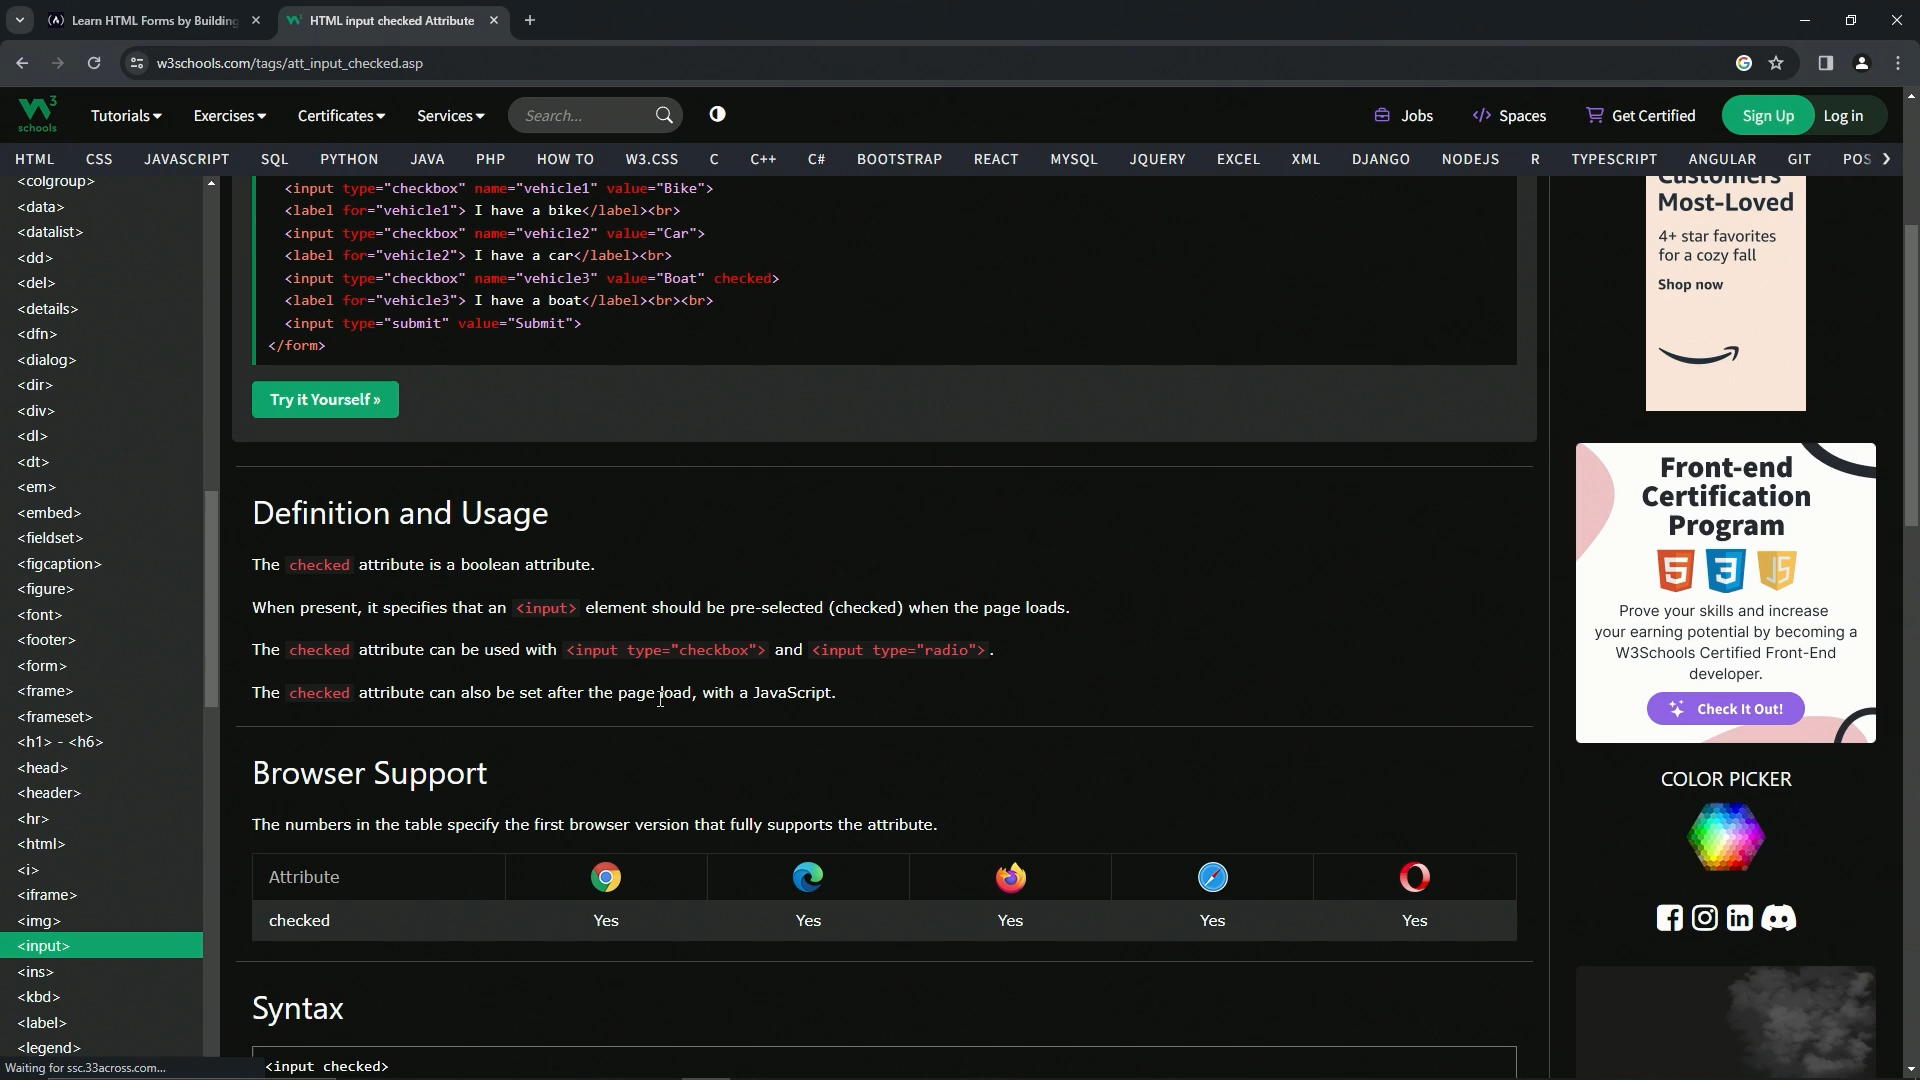 Learn HTML Forms by Building
HTML input checked Attribute
w3schools.com/tags/att_input_checked.asp
3
schools
Tutorials
Exercises
Certificates
Services
Search...
Jobs
Spaces
Get Certified
Sign Up
Log in
HTML CSS JAVASCRIPT SQL PYTHON JAVA PHP HOW TO W3.CSS C C++ C# BOOTSTRAP REACT MYSQL JQUERY EXCEL XML DJANGO NODEJS R TYPESCRIPT ANGULAR GIT POS
<colgroup>
<data>
<datalist>
<dd>
<del>
<details>
<dfn>
<dialog>
<dir>
<div>
<dl>
<dt>
<em>
<embed>
<fieldset>
<figcaption>
<figure>
<font>
<footer>
<form>
<frame>
<frameset>
<h1> - <h6>
<head>
<header>
<hr>
<html>
<i>
<iframe>
<img>
<input>
<ins>
<kbd>
<label>
<legend>
Waiting for ssc.33across.com...
<input type="checkbox" name="vehicle1" value="Bike">
<label for="vehicle1"> I have a bike</label><br>
<input type="checkbox" name="vehicle2" value="Car">
<label for="vehicle2"> I have a car</label><br>
<input type="checkbox" name="vehicle3" value="Boat" checked>
<label for="vehicle3"> I have a boat</label><br><br>
<input type="submit" value="Submit">
</form>
Try it Yourself »
Definition and Usage
The checked attribute is a boolean attribute.
When present, it specifies that an <input> element should be pre-selected (checked) when the page loads.
The checked attribute can be used with <input type="checkbox"> and <input type="radio">.
The checked attribute can also be set after the page load, with a JavaScript.
Browser Support
The numbers in the table specify the first browser version that fully supports the attribute.
Attribute
checked Yes Yes Yes Yes Yes
Syntax
<input checked>
Customers
Most-Loved
4+ star favorites
for a cozy fall
Shop now
Front-end
Certification
Program
5 3 JS
Prove your skills and increase
your earning potential by becoming a
W3Schools Certified Front-End
developer.
Check It Out!
COLOR PICKER